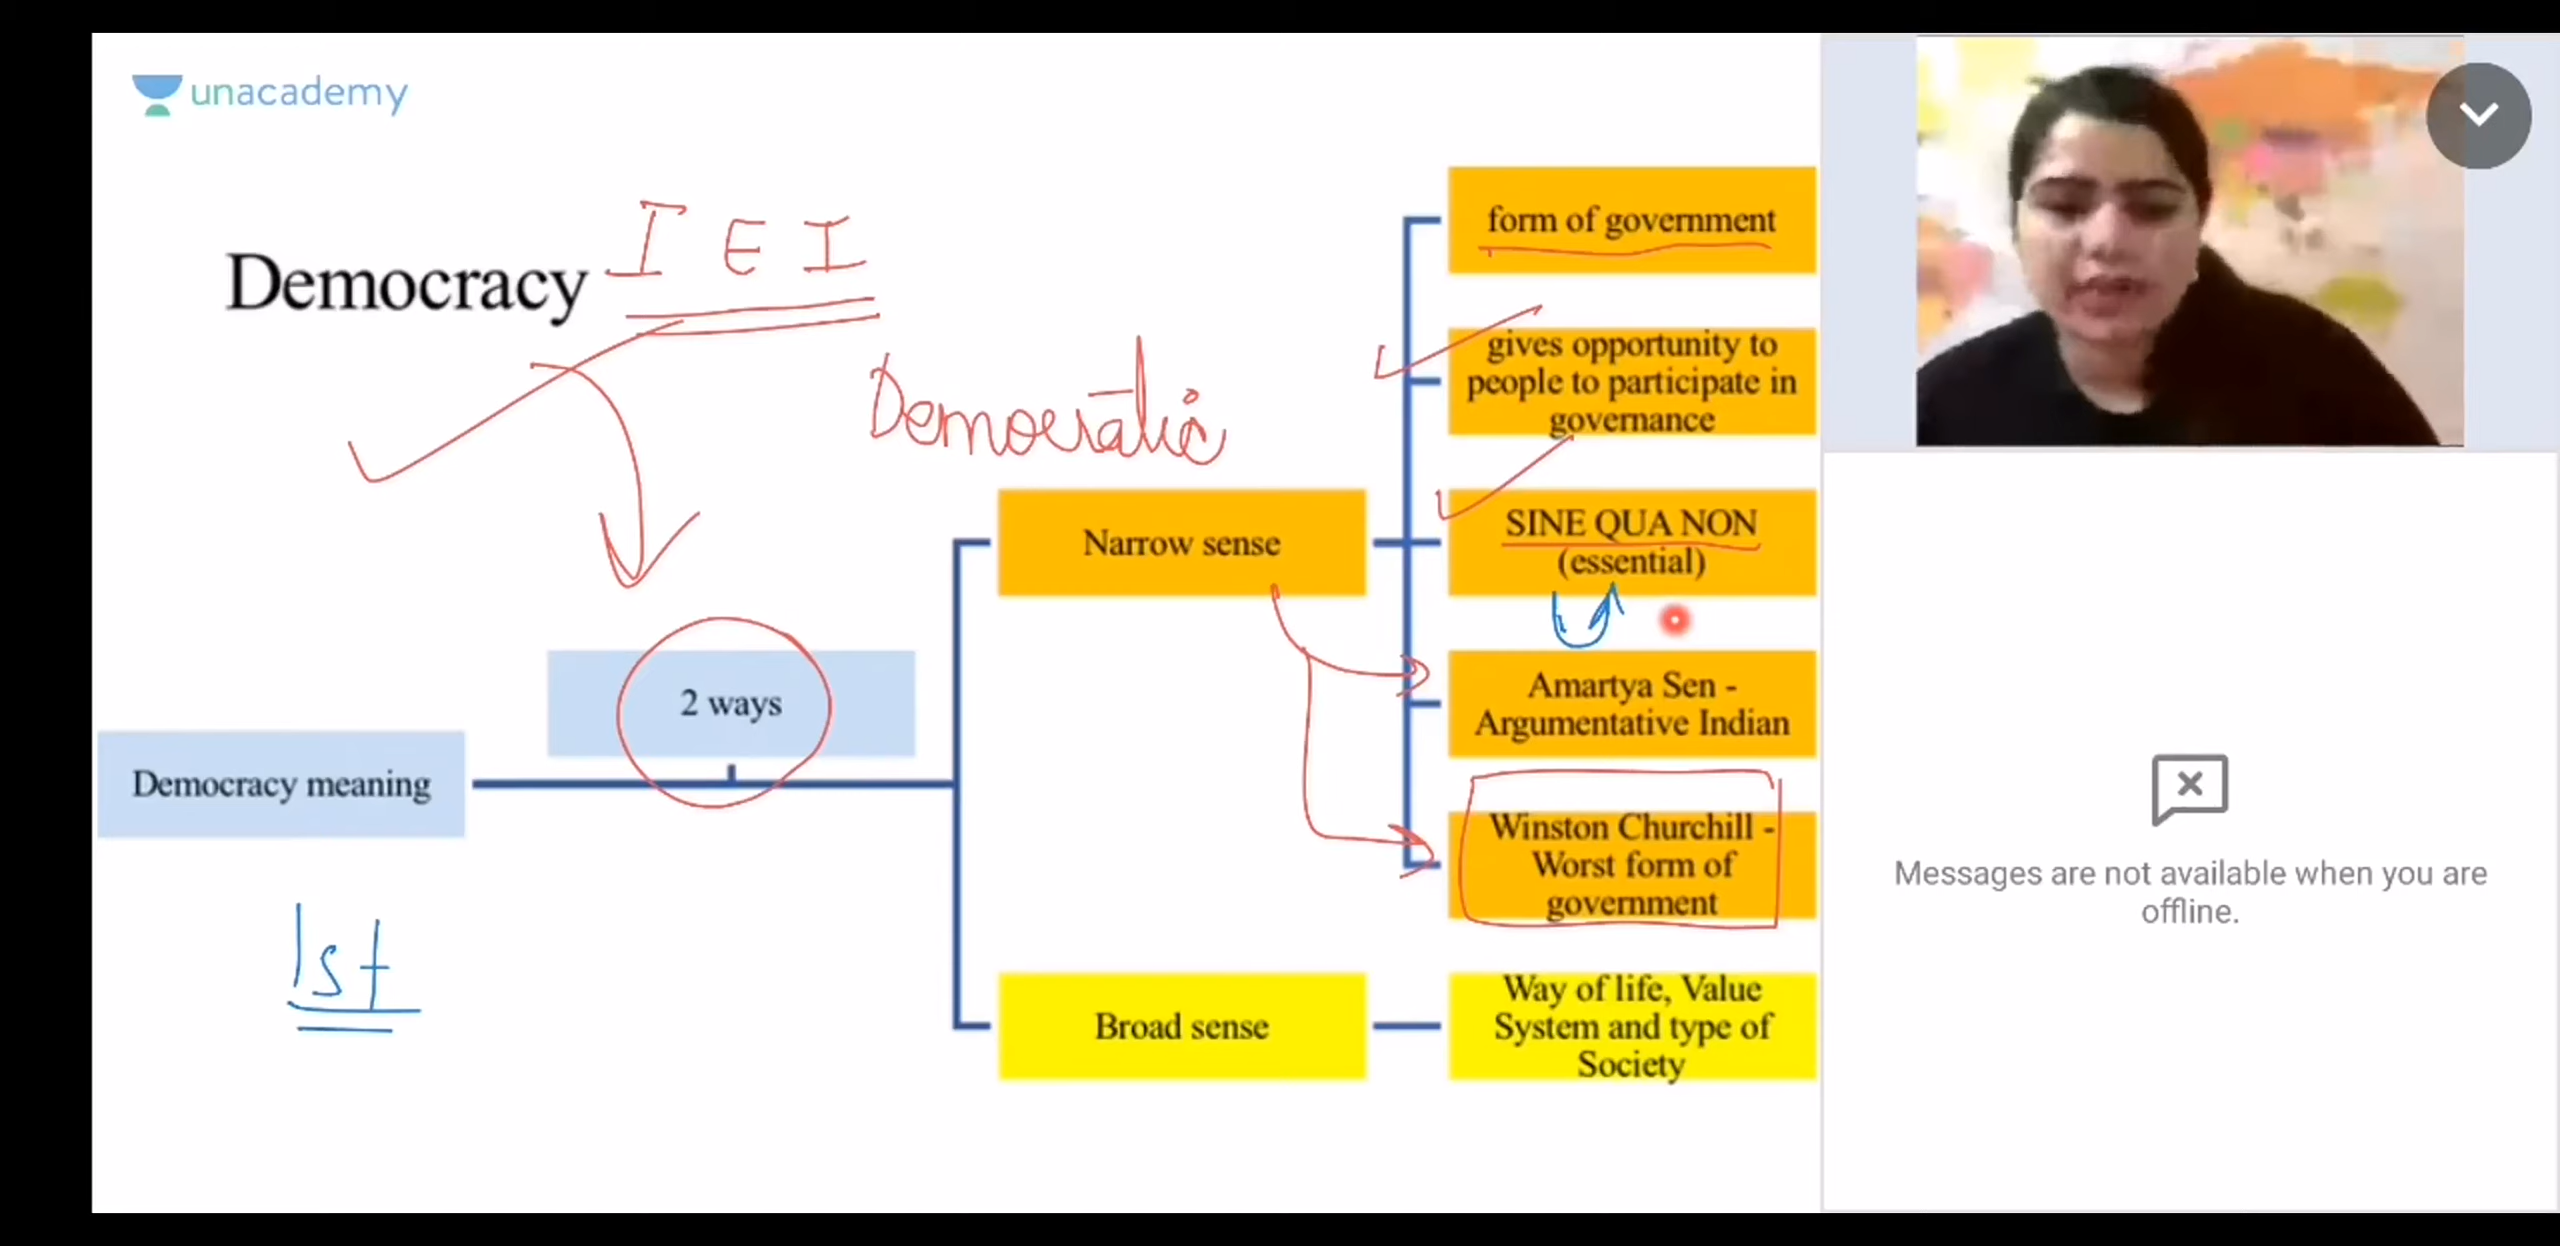 unacademy
Democracy
I E I
Democratic
form of government
gives opportunity to
people to participate in
governance
Narrow sense
SINE QUA NON
(essential)
2 ways
Amartya Sen -
Argumentative Indian
Democracy meaning
Winston Churchill -
Worst form of
government
1st
Broad sense
Way of life, Value
System and type of
Society
Messages are not available when you are
offline.